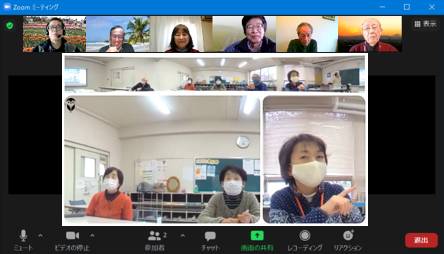 Zoom ミーティング
表示
ミュート
ビデオの停止
参加者
2
チャット
画面の共有
レコーディング
リアクション
退出